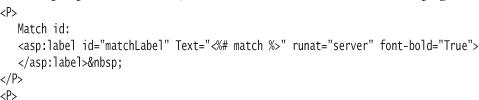 <P>
Match id:
<asp:label id="matchLabel" Text="<%# match %>" runat="server" font-bold="True">
</asp:label>&nbsp;
</P>
<P>